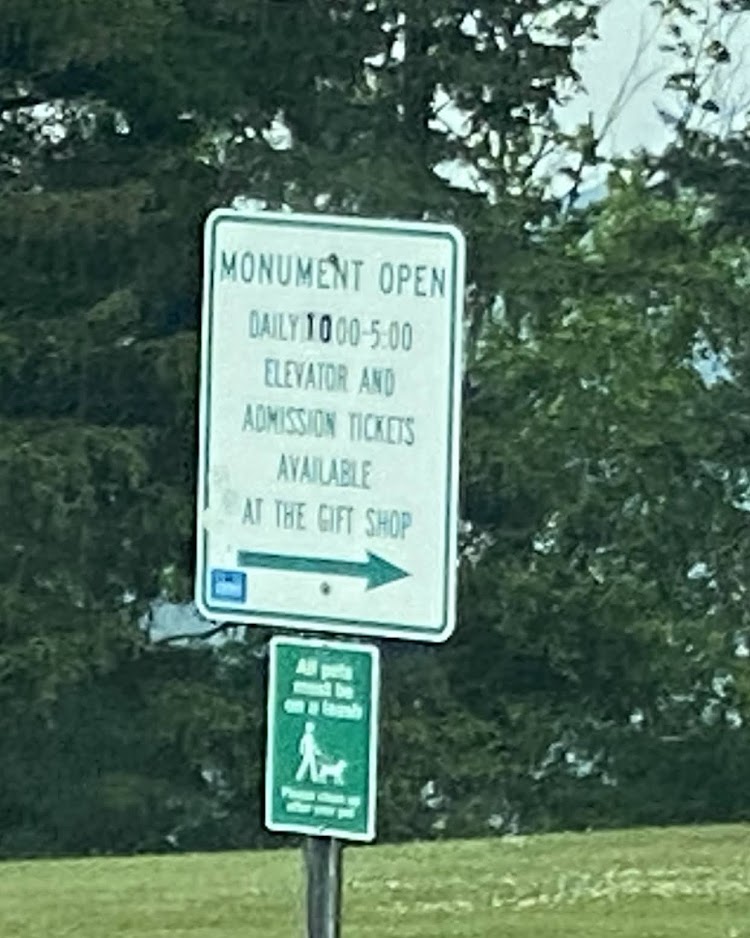 MONUMENT OPEN
DAILY 10 00-5:00
ELEVATOR AND
ADMISSION TICKETS
AVAILABLE
AT THE GIFT SHOP
All pets
must be
on a leash
Please clean up
after your pet